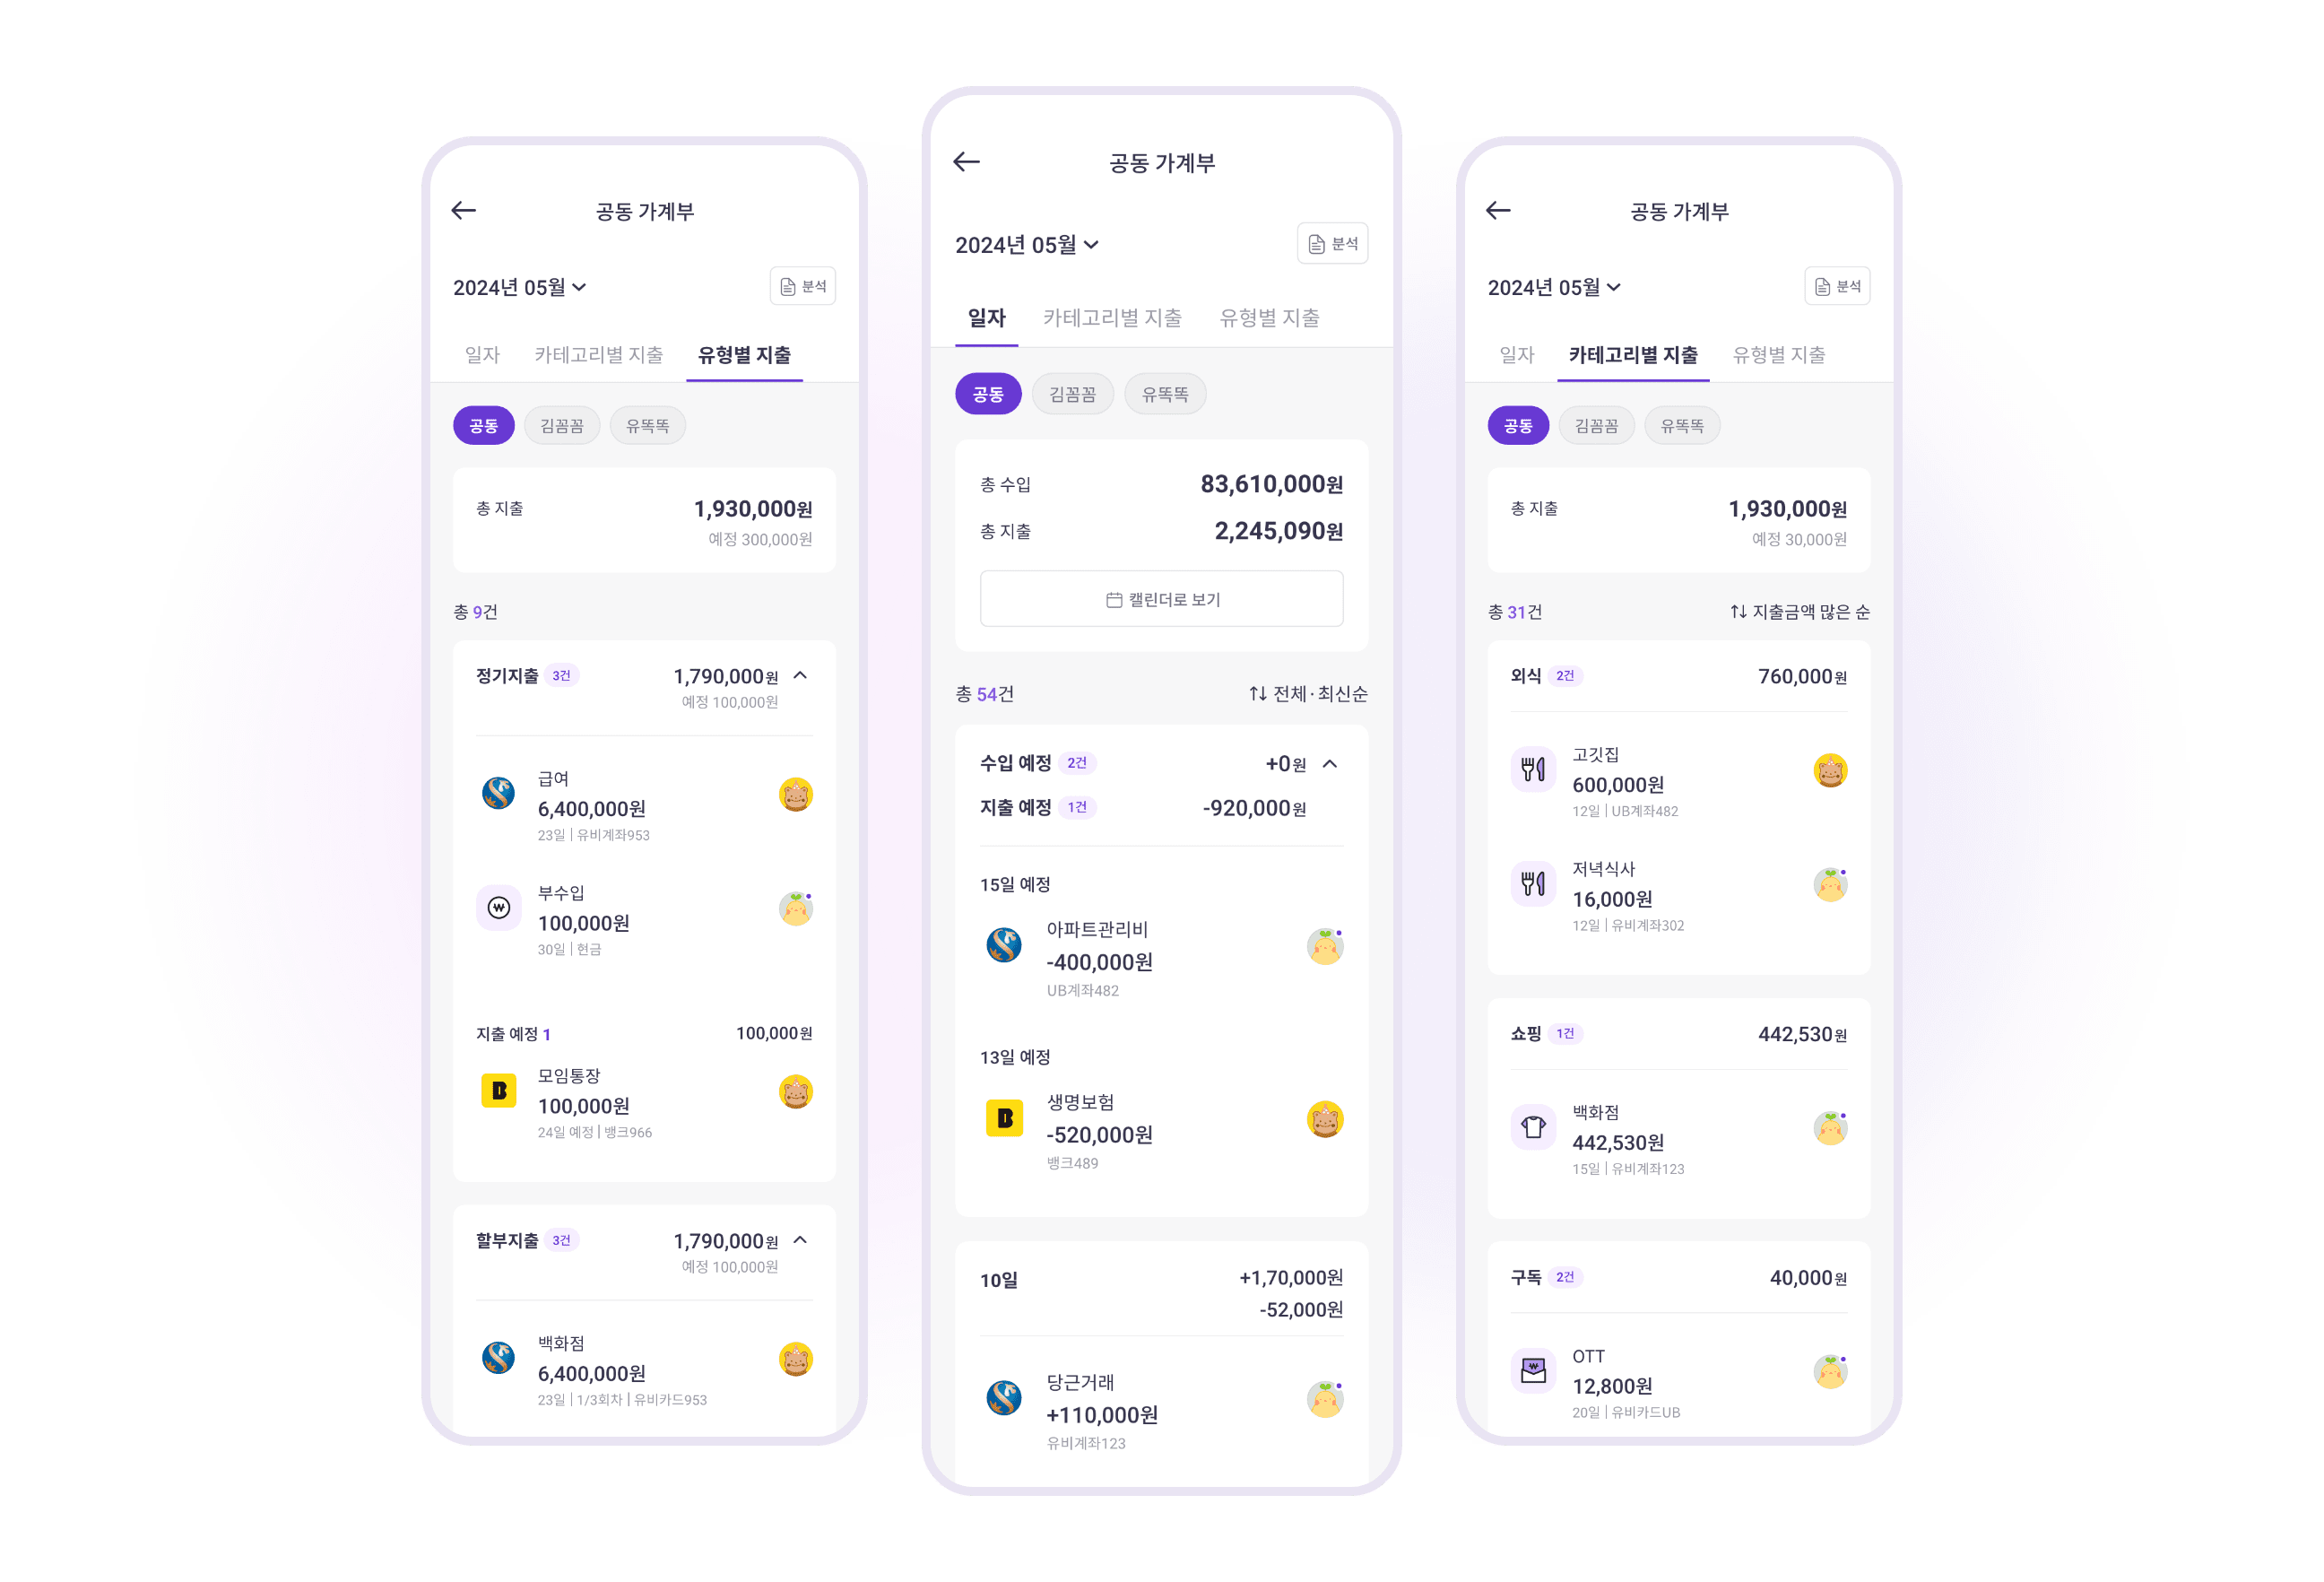 공동 가계부
2024년 05월
분석
일자 카테고리별 지출 유형별 지출
공동 김꼼꼼 유똑똑
총 지출 1,930,000원
예정 300,000원
총 9건
정기지출 3건 1,790,000원
예정 100,000원
급여
6,400,000원
23일 | 유비계좌953
부수입
100,000원
30일 | 현금
지출 예정 1 100,000원
B
모임통장
100,000원
24일 예정 | 뱅크966
할부지출 3건 1,790,000원
예정 100,000원
백화점
6,400,000원
23일 | 1/3회차 | 유비카드953
공동 가계부
2024년 05월
분석
일자 카테고리별 지출 유형별 지출
공동 김꼼꼼 유똑똑
총 수입 83,610,000원
총 지출 2,245,090원
캘린더로 보기
총 54건 전체 · 최신순
수입 예정 2건 +0원
지출 예정 1건 -920,000원
15일 예정
아파트관리비
-400,000원
UB계좌482
13일 예정
B
생명보험
-520,000원
뱅크489
10일 +1,70,000원
-52,000원
당근거래
+110,000원
유비계좌123
공동 가계부
2024년 05월
분석
일자 카테고리별 지출 유형별 지출
공동 김꼼꼼 유똑똑
총 지출 1,930,000원
예정 30,000원
총 31건 지출금액 많은 순
외식 2건 760,000원
고깃집
600,000원
12일 | UB계좌482
저녁식사
16,000원
12일 | 유비계좌302
쇼핑 1건 442,530원
백화점
442,530원
15일 | 유비계좌123
구독 2건 40,000원
OTT
12,800원
20일 | 유비카드UB